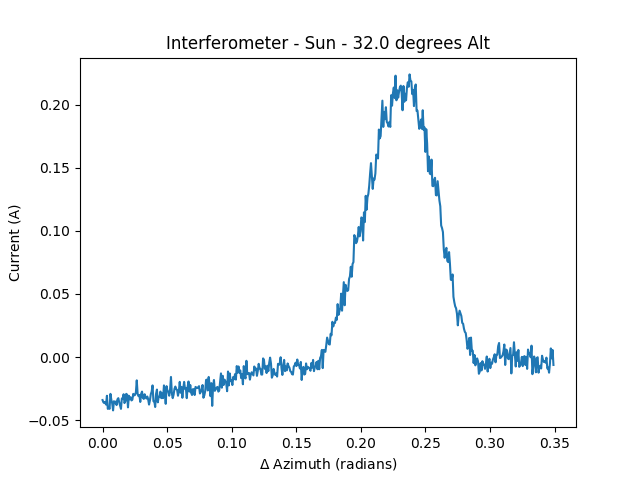 Interferometer - Sun - 32.0 degrees Alt
Current (A)
0.20
0.15
0.10
0.05
0.00
−0.05
0.00 0.05 0.10 0.15 0.20 0.25 0.30 0.35
Δ Azimuth (radians)